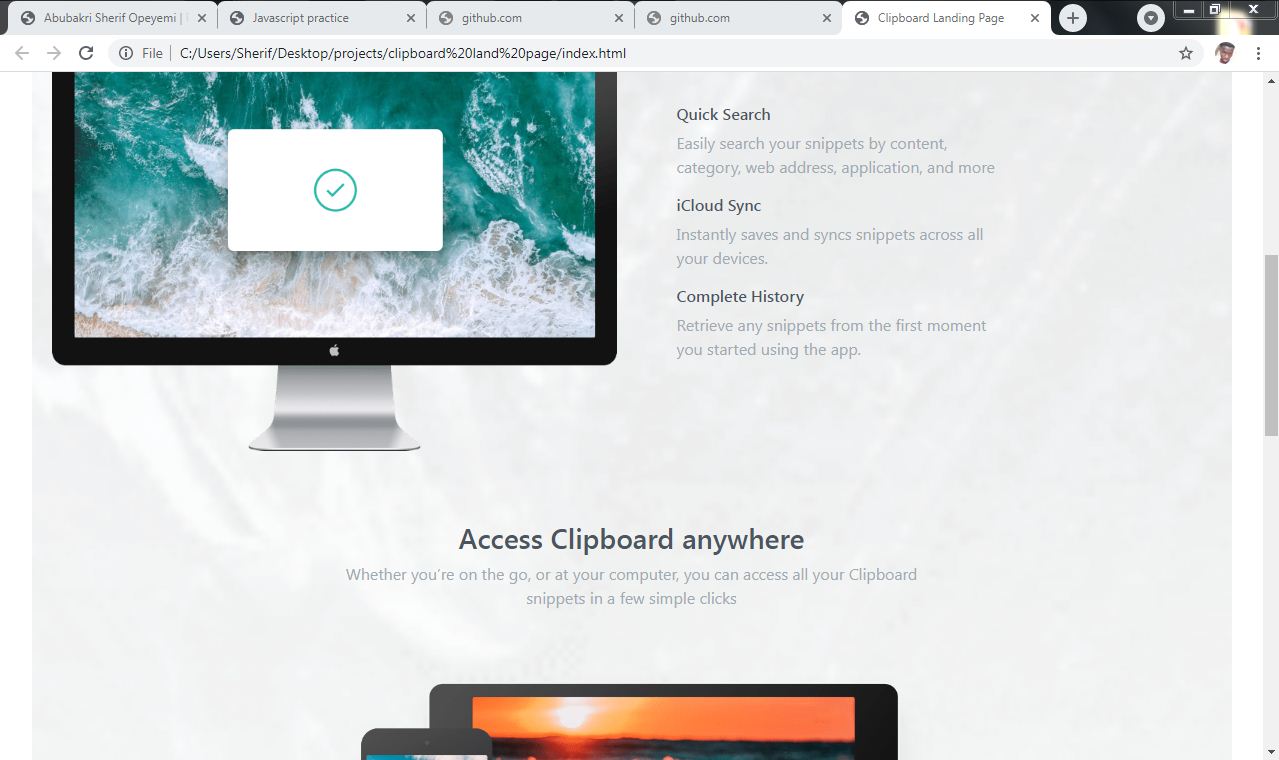 Abubakri Sherif Opeyemi |
Javascript practice
github.com
github.com
Clipboard Landing Page
File
C:/Users/Sherif/Desktop/projects/clipboard%20land%20page/index.html
Quick Search
Easily search your snippets by content,
category, web address, application, and more
iCloud Sync
Instantly saves and syncs snippets across all
your devices.
Complete History
Retrieve any snippets from the first moment
you started using the app.
Access Clipboard anywhere
Whether you’re on the go, or at your computer, you can access all your Clipboard
snippets in a few simple clicks